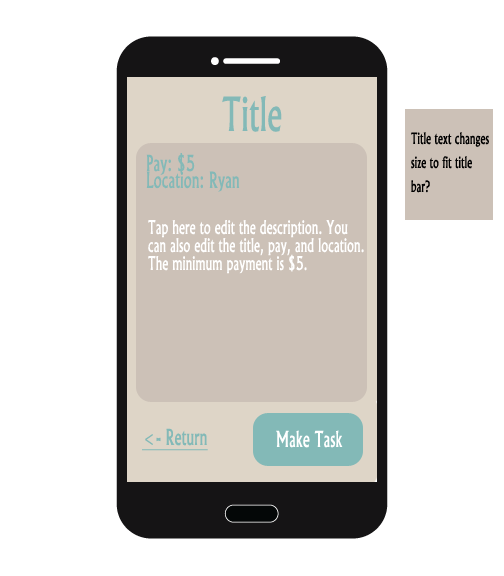 Title
Pay: $5
Location: Ryan
Tap here to edit the description. You
can also edit the title, pay, and location.
The minimum payment is $5.
<- Return
Make Task
Title text changes
size to fit title
bar?